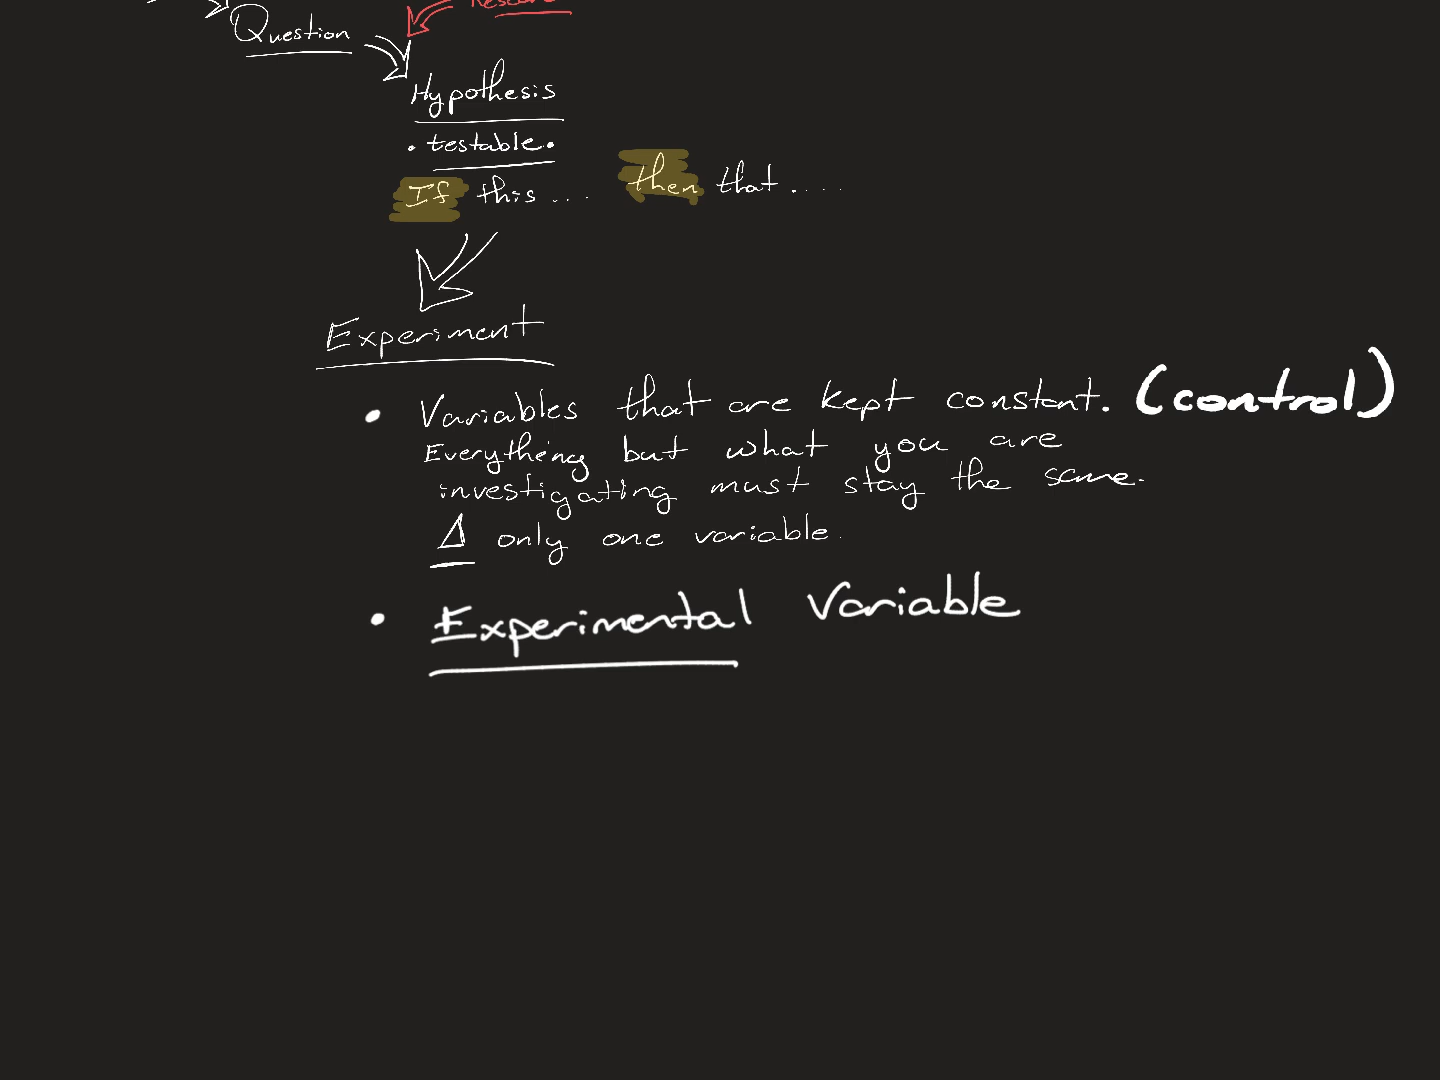 Question
Hypothesis
• testable •
If this ... then that ....
Experiment
• Variables that are kept constant. (control)
Everything but what you are
investigating must stay the same.
Δ only one variable.
• Experimental Variable